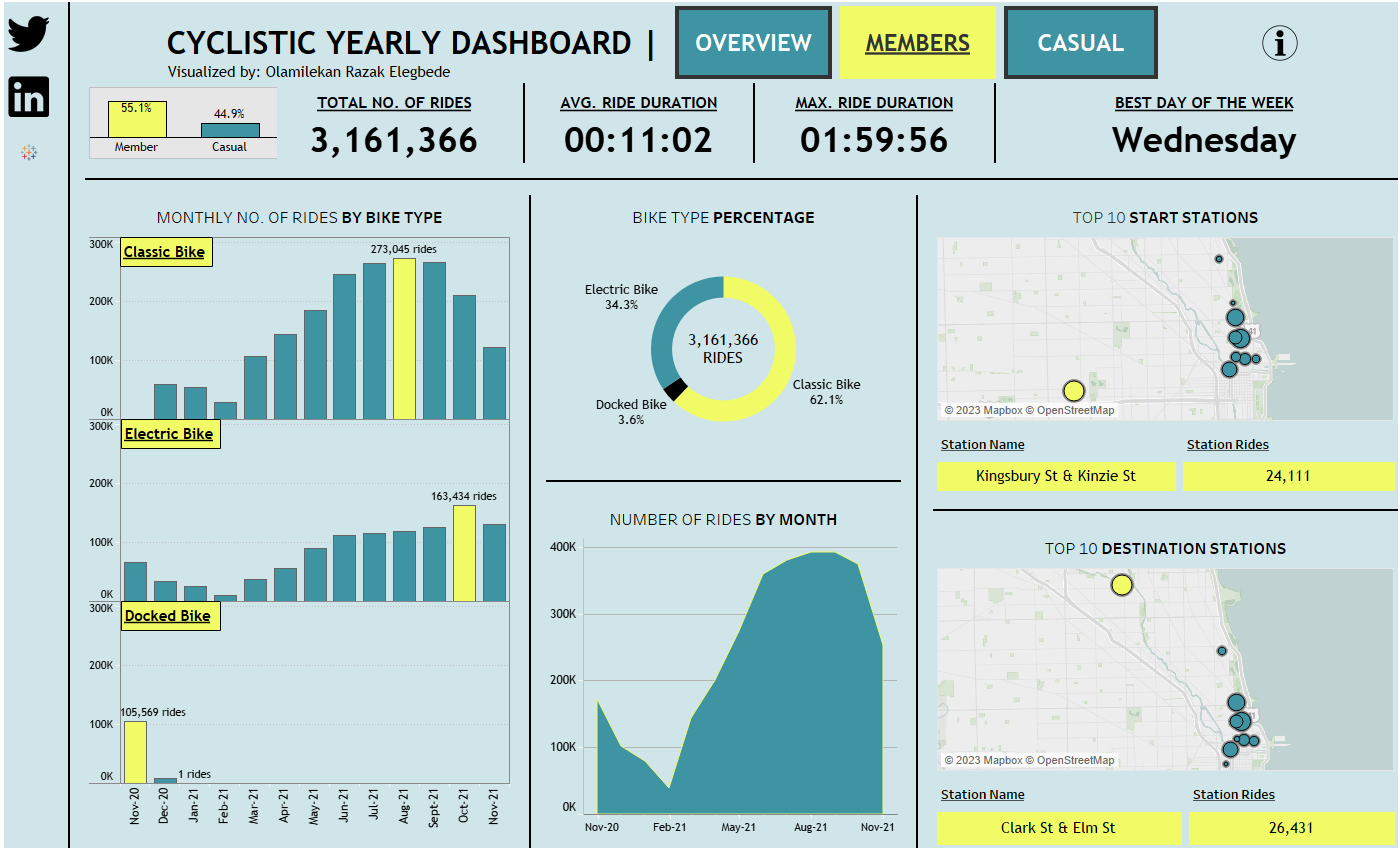 CYCLISTIC YEARLY DASHBOARD |
OVERVIEW
MEMBERS
CASUAL
i
Visualized by: Olamilekan Razak Elegbede
in
55.1%
44.9%
Member
Casual
TOTAL NO. OF RIDES
3,161,366
AVG. RIDE DURATION
00:11:02
MAX. RIDE DURATION
01:59:56
BEST DAY OF THE WEEK
Wednesday
MONTHLY NO. OF RIDES BY BIKE TYPE
300K
200K
100K
0K
Classic Bike
273,045 rides
300K
200K
100K
0K
Electric Bike
163,434 rides
300K
200K
100K
0K
Docked Bike
105,569 rides
1 rides
Nov-20
Dec-20
Jan-21
Feb-21
Mar-21
Apr-21
May-21
Jun-21
Jul-21
Aug-21
Sept-21
Oct-21
Nov-21
BIKE TYPE PERCENTAGE
Electric Bike
34.3%
3,161,366
RIDES
Classic Bike
62.1%
Docked Bike
3.6%
NUMBER OF RIDES BY MONTH
400K
300K
200K
100K
0K
Nov-20
Feb-21
May-21
Aug-21
Nov-21
TOP 10 START STATIONS
41
© 2023 Mapbox © OpenStreetMap
Station Name
Station Rides
Kingsbury St & Kinzie St
24,111
TOP 10 DESTINATION STATIONS
© 2023 Mapbox © OpenStreetMap
Station Name
Station Rides
Clark St & Elm St
26,431